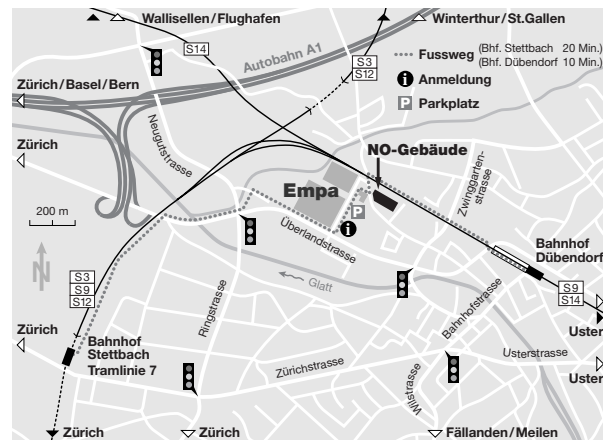 Wallisellen/Flughafen
Winterthur/St.Gallen
S14
Autobahn A1
S3
S12
Fussweg (Bhf. Stettbach 20 Min.)
(Bhf. Dübendorf 10 Min.)
Anmeldung
P Parkplatz
Zürich/Basel/Bern
Zürich
Neugutstrasse
NO-Gebäude
Zwinggarten-
strasse
Empa
P
200 m
Überlandstrasse
N
Bahnhof
Dübendorf
Glatt
S3
S9
S12
S9
S14
Ringstrasse
Bahnhofstrasse
Uster
Zürich
Bahnhof
Stettbach
Tramlinie 7
Zürichstrasse
Usterstrasse
Uster
Wilstrasse
Zürich
Zürich
Fällanden/Meilen